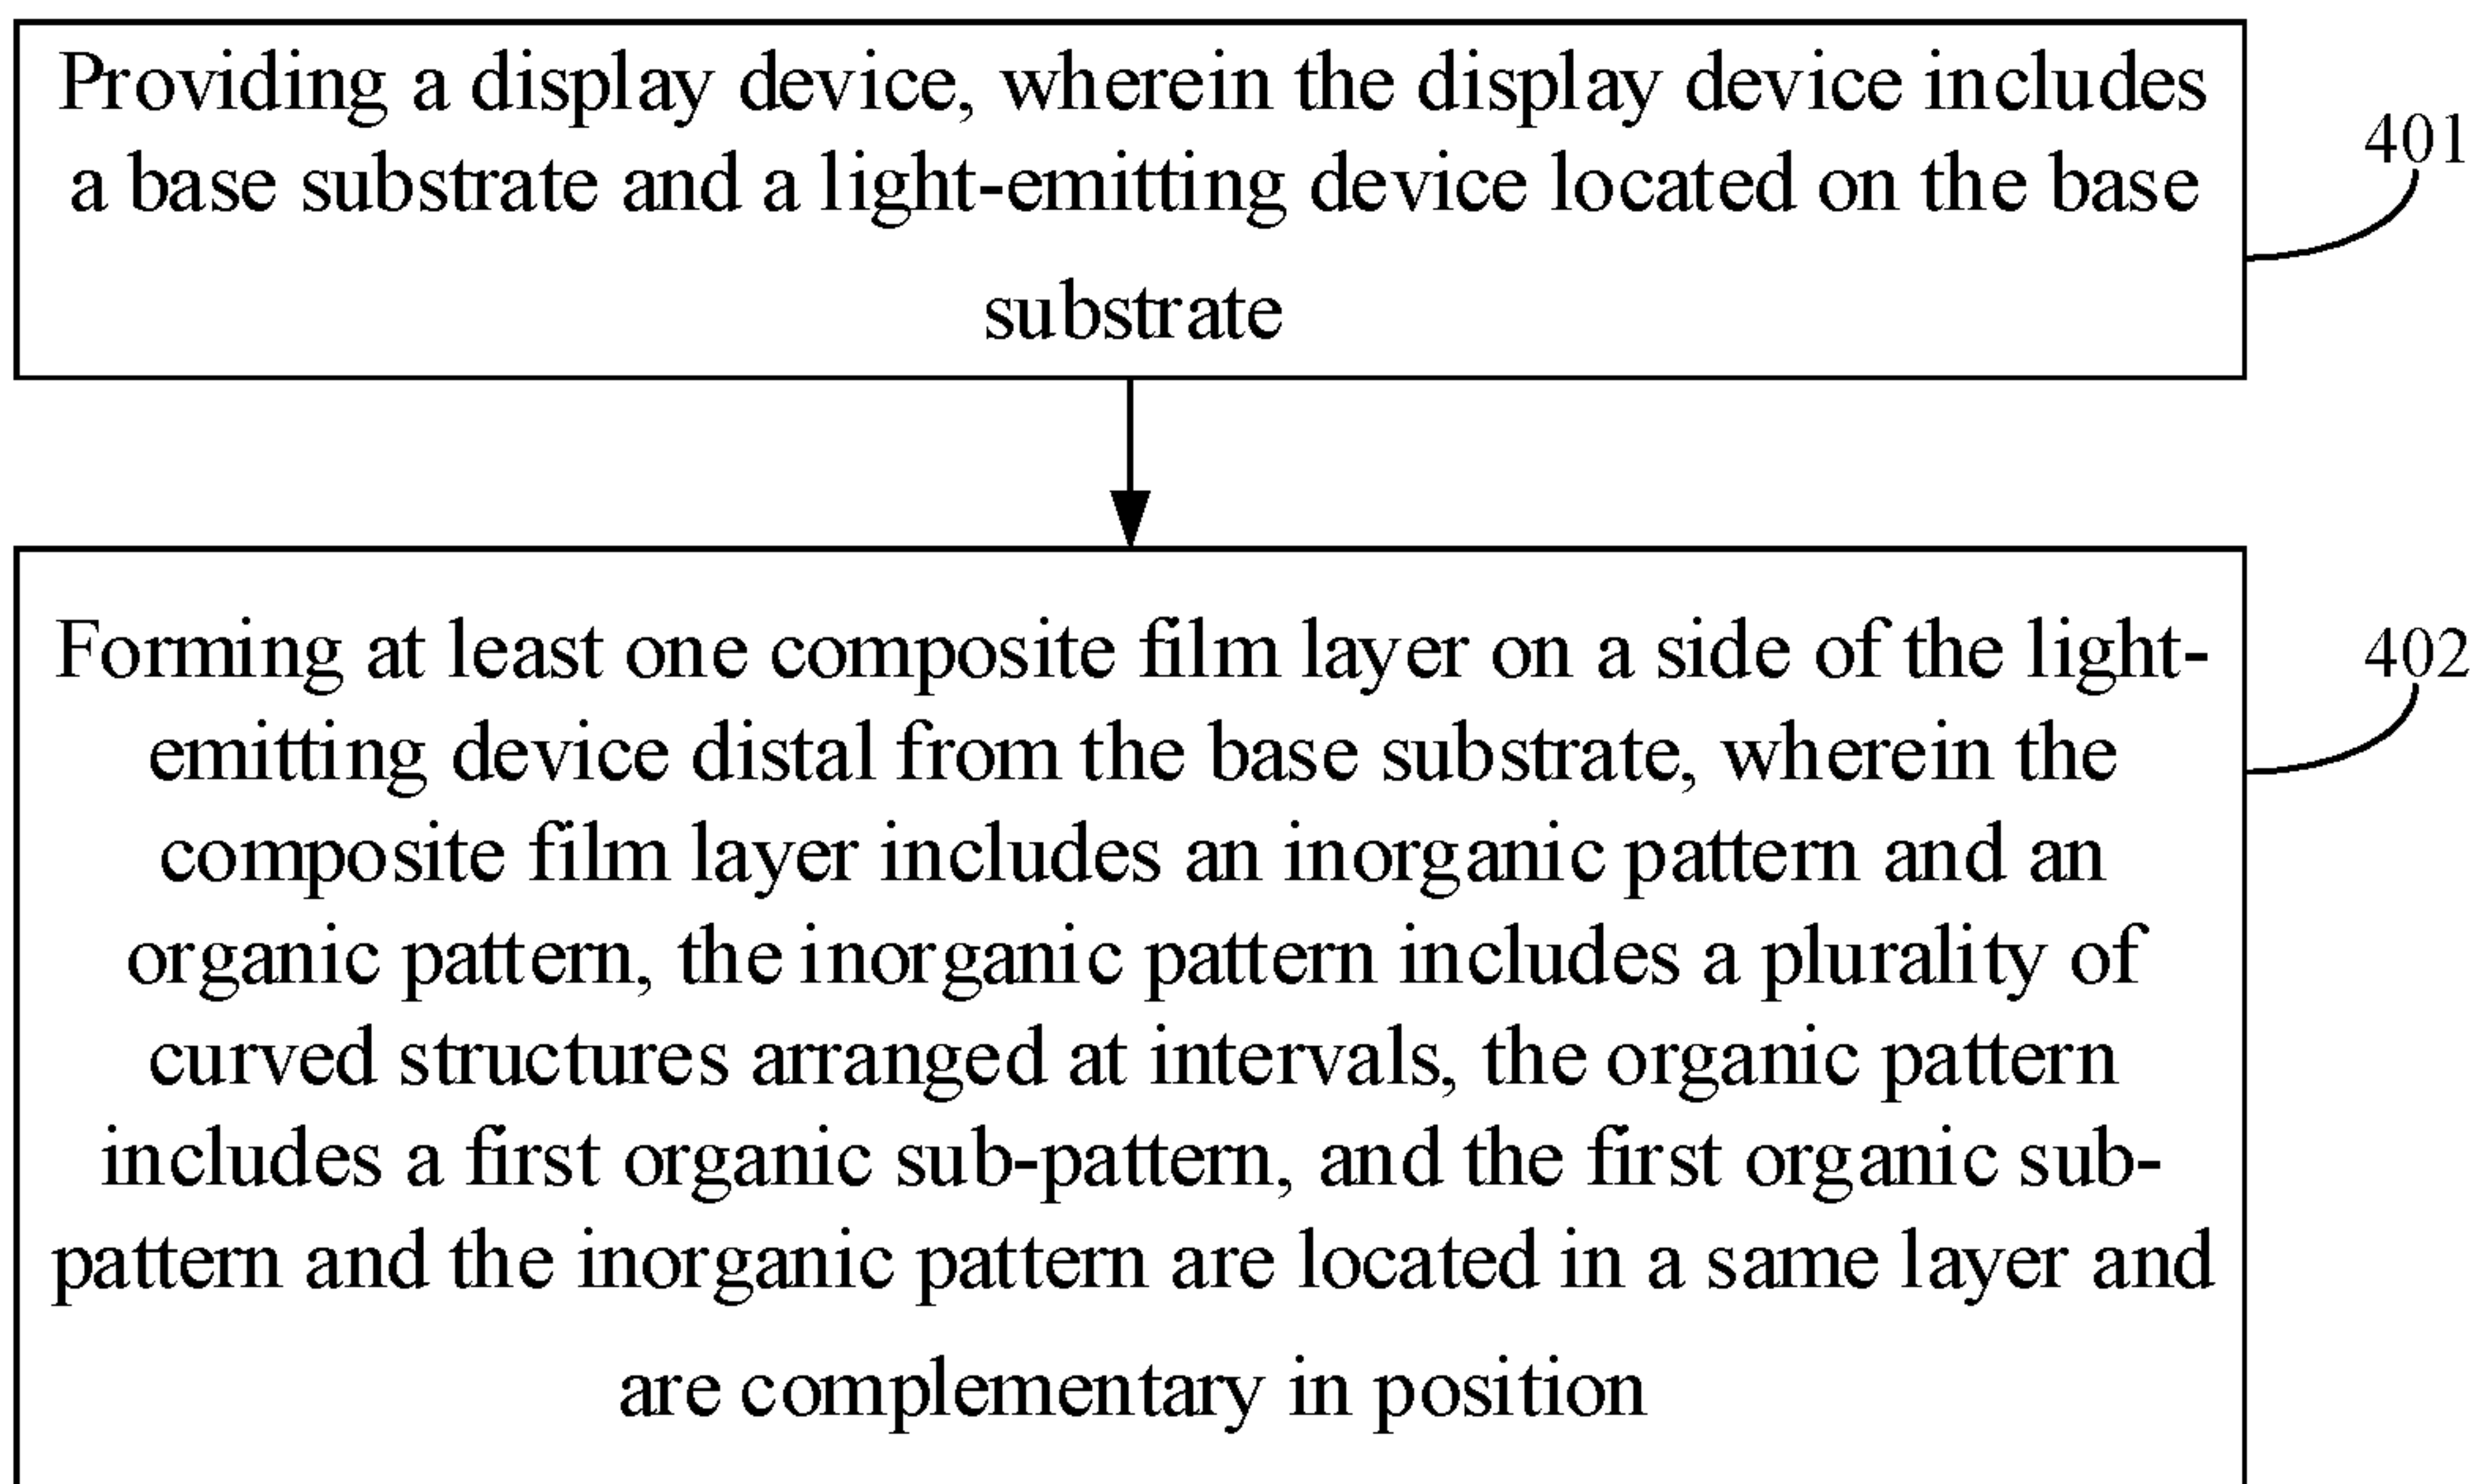 Providing a display device, wherein the display device includes
a base substrate and a light-emitting device located on the base
substrate
401
Forming at least one composite film layer on a side of the light-
emitting device distal from the base substrate, wherein the
composite film layer includes an inorganic pattern and an
organic pattern, the inorganic pattern includes a plurality of
curved structures arranged at intervals, the organic pattern
includes a first organic sub-pattern, and the first organic sub-
pattern and the inorganic pattern are located in a same layer and
are complementary in position
402